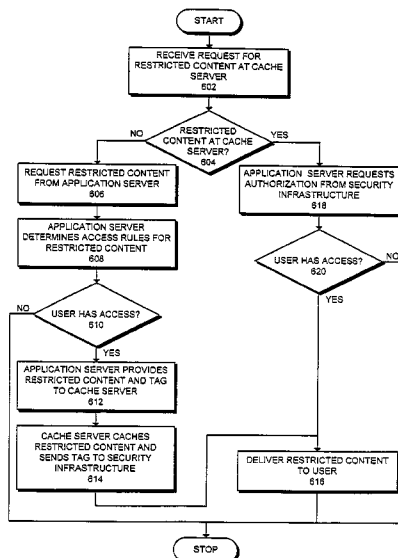 START
RECEIVE REQUEST FOR
RESTRICTED CONTENT AT CACHE
SERVER
602
NO
RESTRICTED
CONTENT AT CACHE
SERVER?
604
YES
REQUEST RESTRICTED CONTENT
FROM APPLICATION SERVER
606
APPLICATION SERVER REQUESTS
AUTHORIZATION FROM SECURITY
INFRASTRUCTURE
618
APPLICATION SERVER
DETERMINES ACCESS RULES FOR
RESTRICTED CONTENT
608
USER HAS ACCESS?
620
NO
YES
NO
USER HAS ACCESS?
610
YES
APPLICATION SERVER PROVIDES
RESTRICTED CONTENT AND TAG
TO CACHE SERVER
612
CACHE SERVER CACHES
RESTRICTED CONTENT AND
SENDS TAG TO SECURITY
INFRASTRUCTURE
614
DELIVER RESTRICTED CONTENT
TO USER
616
STOP